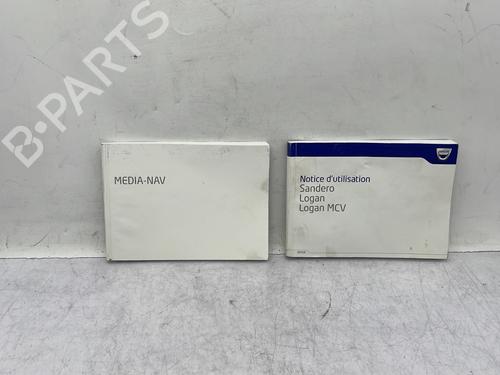 B-PARTS
MEDIA-NAV
Notice d'utilisation
Sandero
Logan
Logan MCV